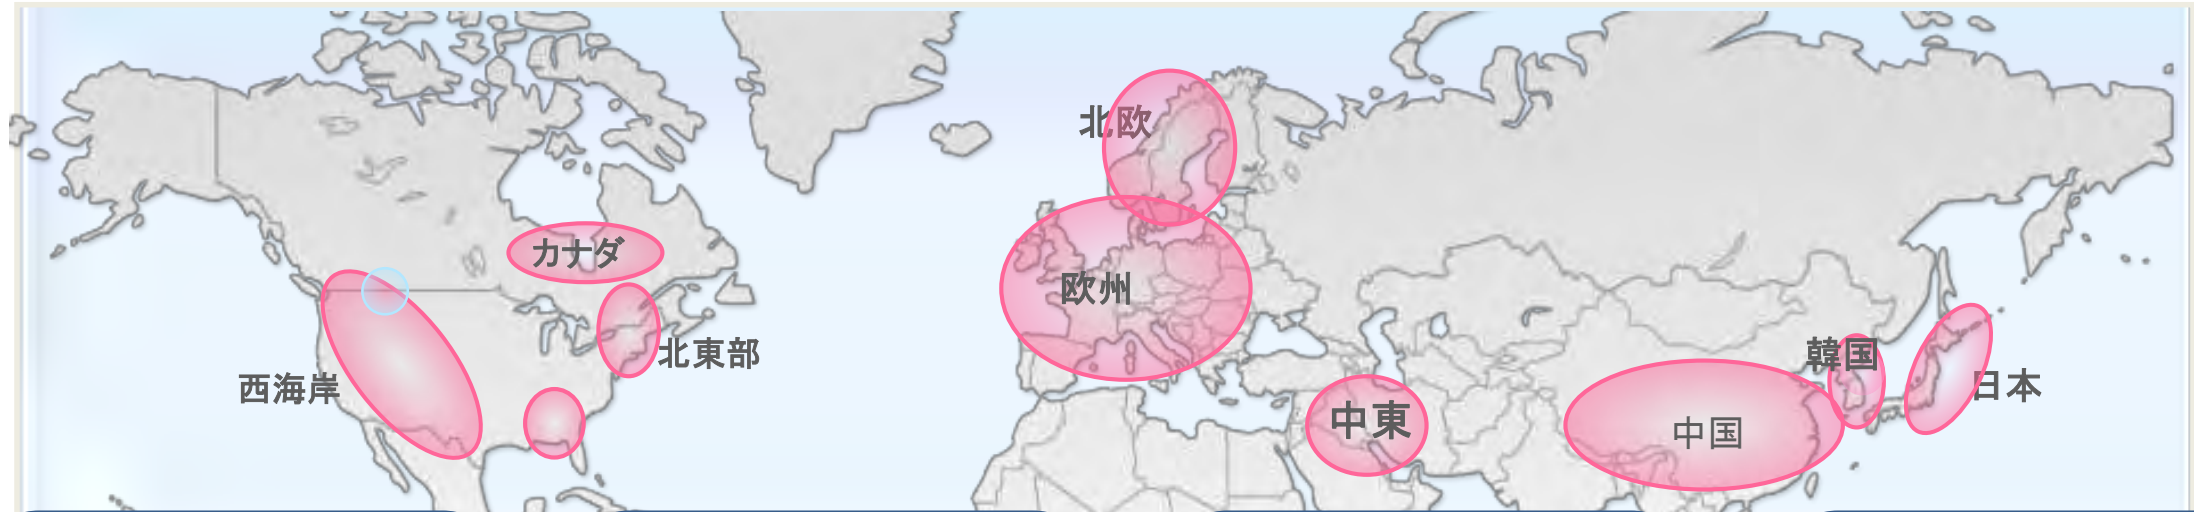 北欧
カナダ
欧州
北東部
韓国
西海岸
日本
中東
中国